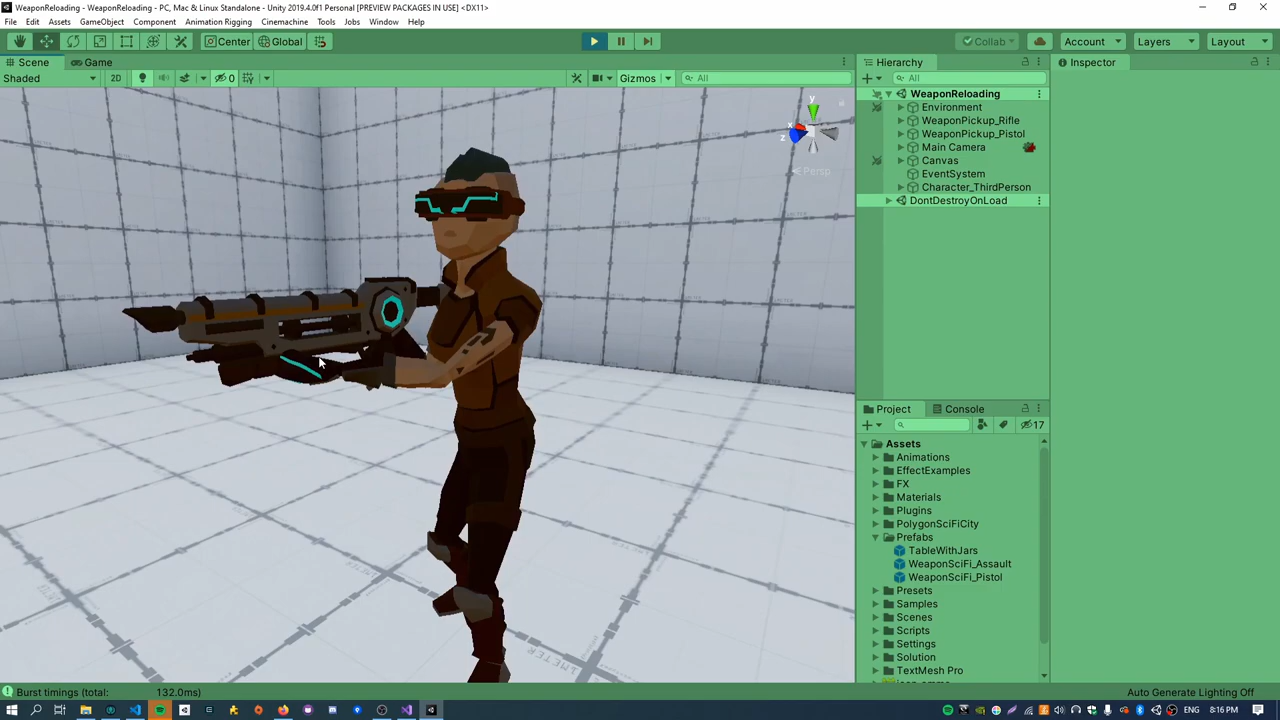 WeaponReloading - WeaponReloading - PC, Mac & Linux Standalone - Unity 2019.4.0f1 Personal [PREVIEW PACKAGES IN USE] <DX11>
File Edit Assets GameObject Component Animation Rigging Cinemachine Tools Jobs Window Help
Center Global Collab Account Layers Layout
Scene Game
Shaded 2D 0 Gizmos All
y
x
z
Persp
Hierarchy
All
WeaponReloading
Environment
WeaponPickup_Rifle
WeaponPickup_Pistol
Main Camera
Canvas
EventSystem
Character_ThirdPerson
DontDestroyOnLoad
Inspector
Project Console
17
Assets
Animations
EffectExamples
FX
Materials
Plugins
PolygonSciFiCity
Prefabs
TableWithJars
WeaponSciFi_Assault
WeaponSciFi_Pistol
Presets
Samples
Scenes
Scripts
Settings
Solution
TextMesh Pro
Burst timings (total: 132.0ms)
Auto Generate Lighting Off
ENG 8:16 PM